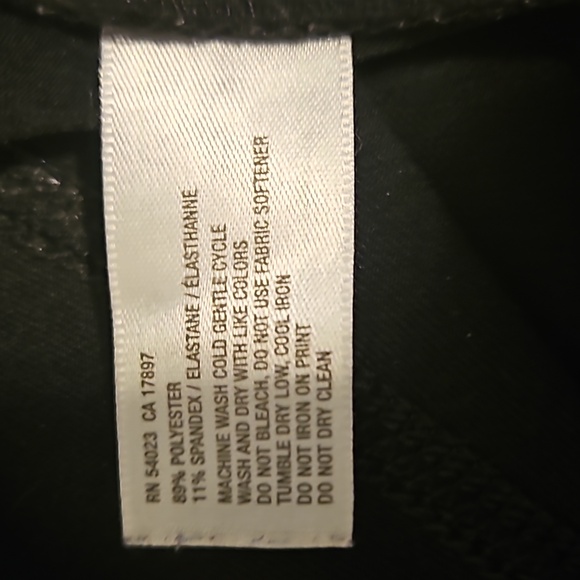 RN 54023 CA 17897
89% POLYESTER
11% SPANDEX / ELASTANE / ÉLASTHANNE
MACHINE WASH COLD GENTLE CYCLE
WASH AND DRY WITH LIKE COLORS
DO NOT BLEACH, DO NOT USE FABRIC SOFTENER
TUMBLE DRY LOW, COOL IRON
DO NOT IRON ON PRINT
DO NOT DRY CLEAN